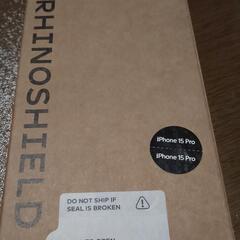 RHINOSHIELD
iPhone 15 Pro
iPhone 15 Pro
DO NOT SHIP IF
SEAL IS BROKEN